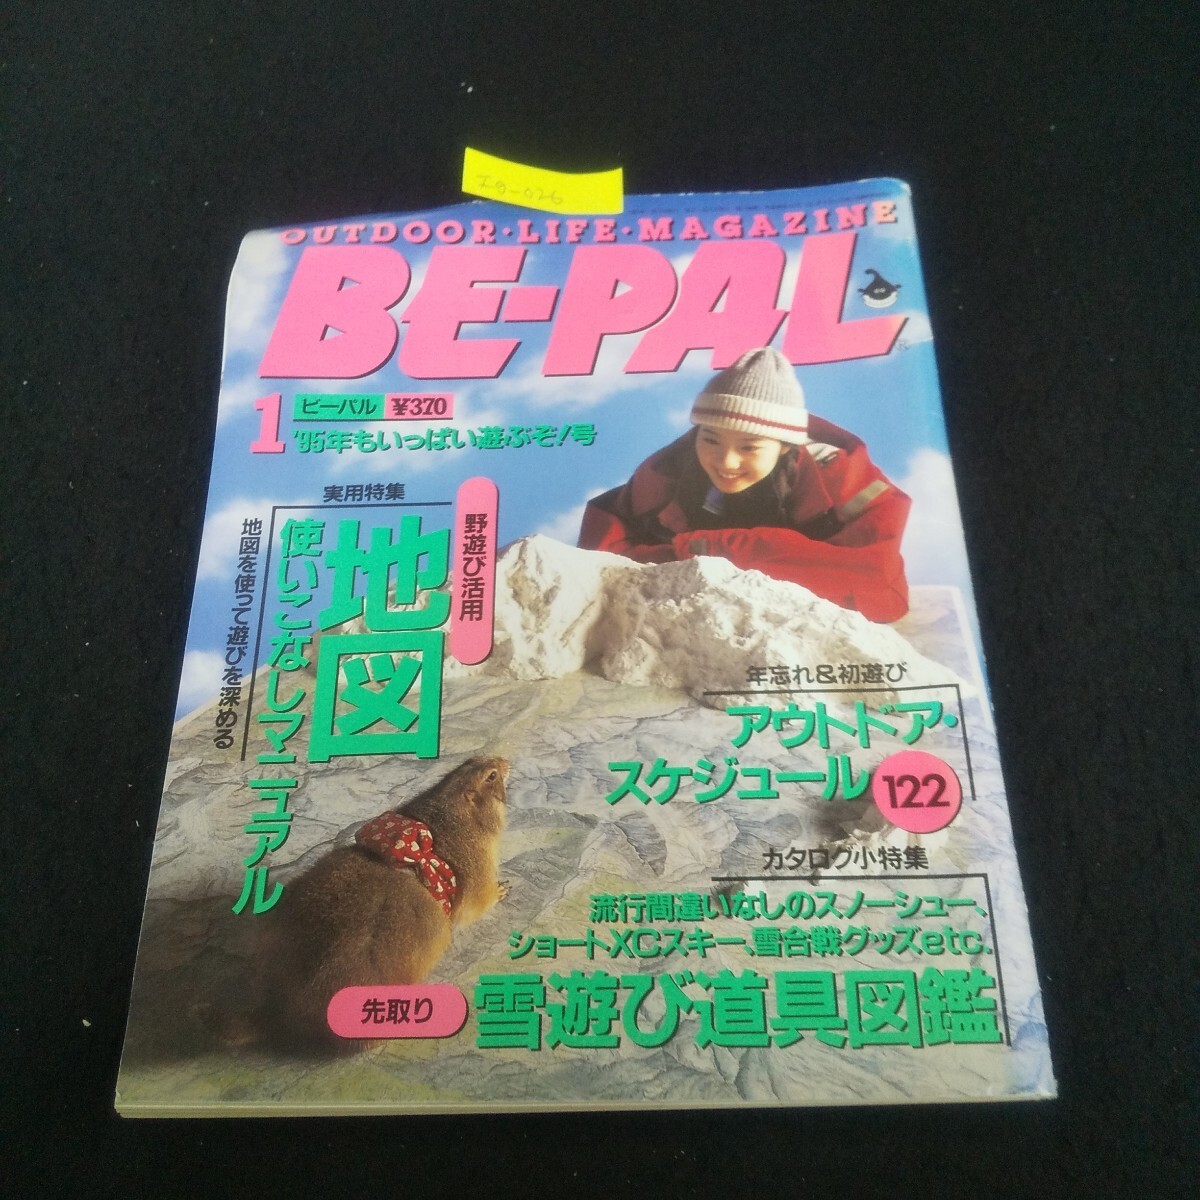 Ig-026
OUTDOOR・LIFE・MAGAZINE
BE-PAL
1
ビーパル
¥370
'95年もいっぱい遊ぶぞ!号
実用特集
野遊び活用
地図
使いこなしマニュアル
地図を使って遊びを深める
年忘れ&初遊び
アウトドア・
スケジュール122
カタログ小特集
流行間違いなしのスノーシュー、
ショートXCスキー、雪合戦グッズetc.
先取り
雪遊び道具図鑑